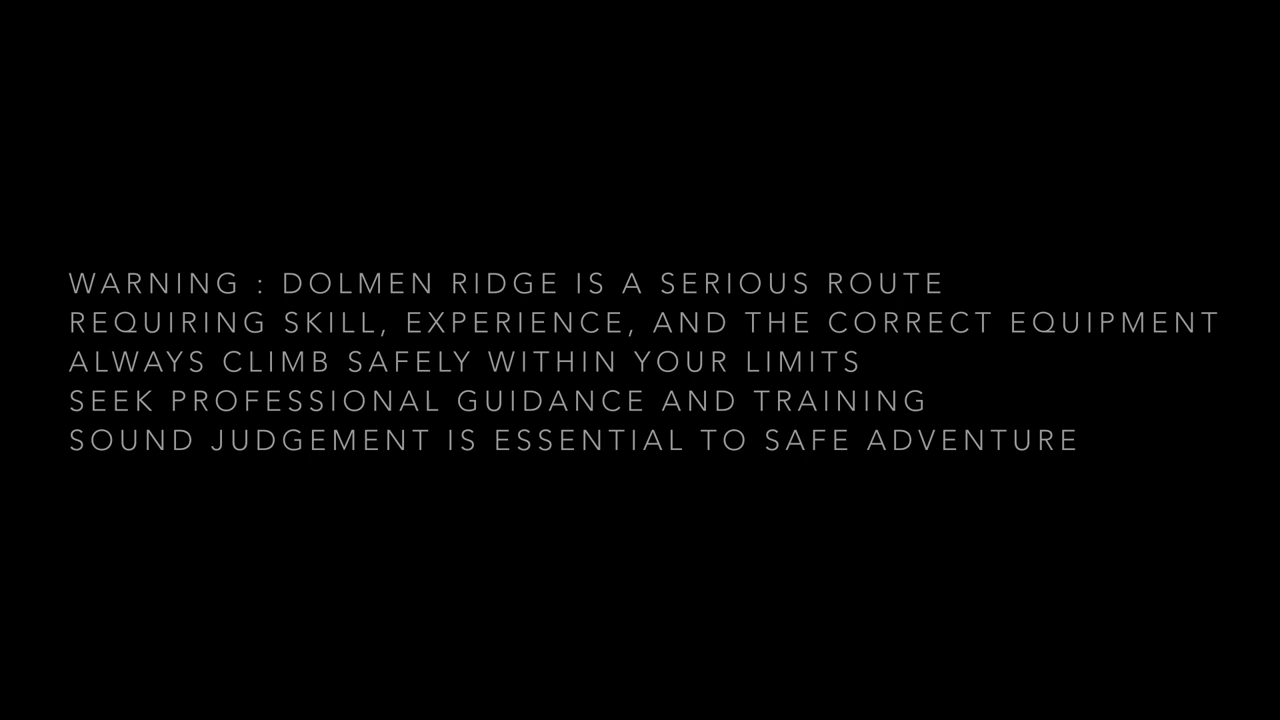 WARNING : DOLMEN RIDGE IS A SERIOUS ROUTE
REQUIRING SKILL, EXPERIENCE, AND THE CORRECT EQUIPMENT
ALWAYS CLIMB SAFELY WITHIN YOUR LIMITS
SEEK PROFESSIONAL GUIDANCE AND TRAINING
SOUND JUDGEMENT IS ESSENTIAL TO SAFE ADVENTURE